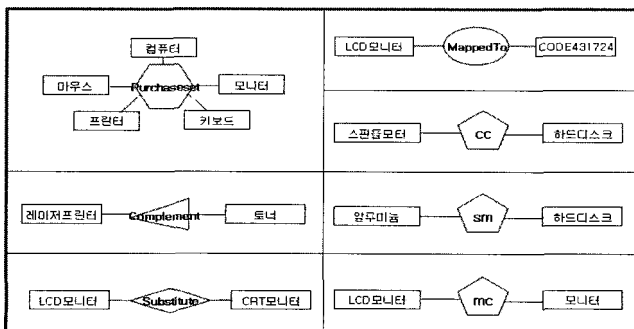 컴퓨터
마우스
Purchaseset
모니터
프린터
키보드
LCD모니터
MappedTo
CODE431724
스핀들모터
CC
하드디스크
레이저프린터
Complement
토너
알루미늄
sm
하드디스크
LCD모니터
Substitute
CRT모니터
LCD모니터
mc
모니터